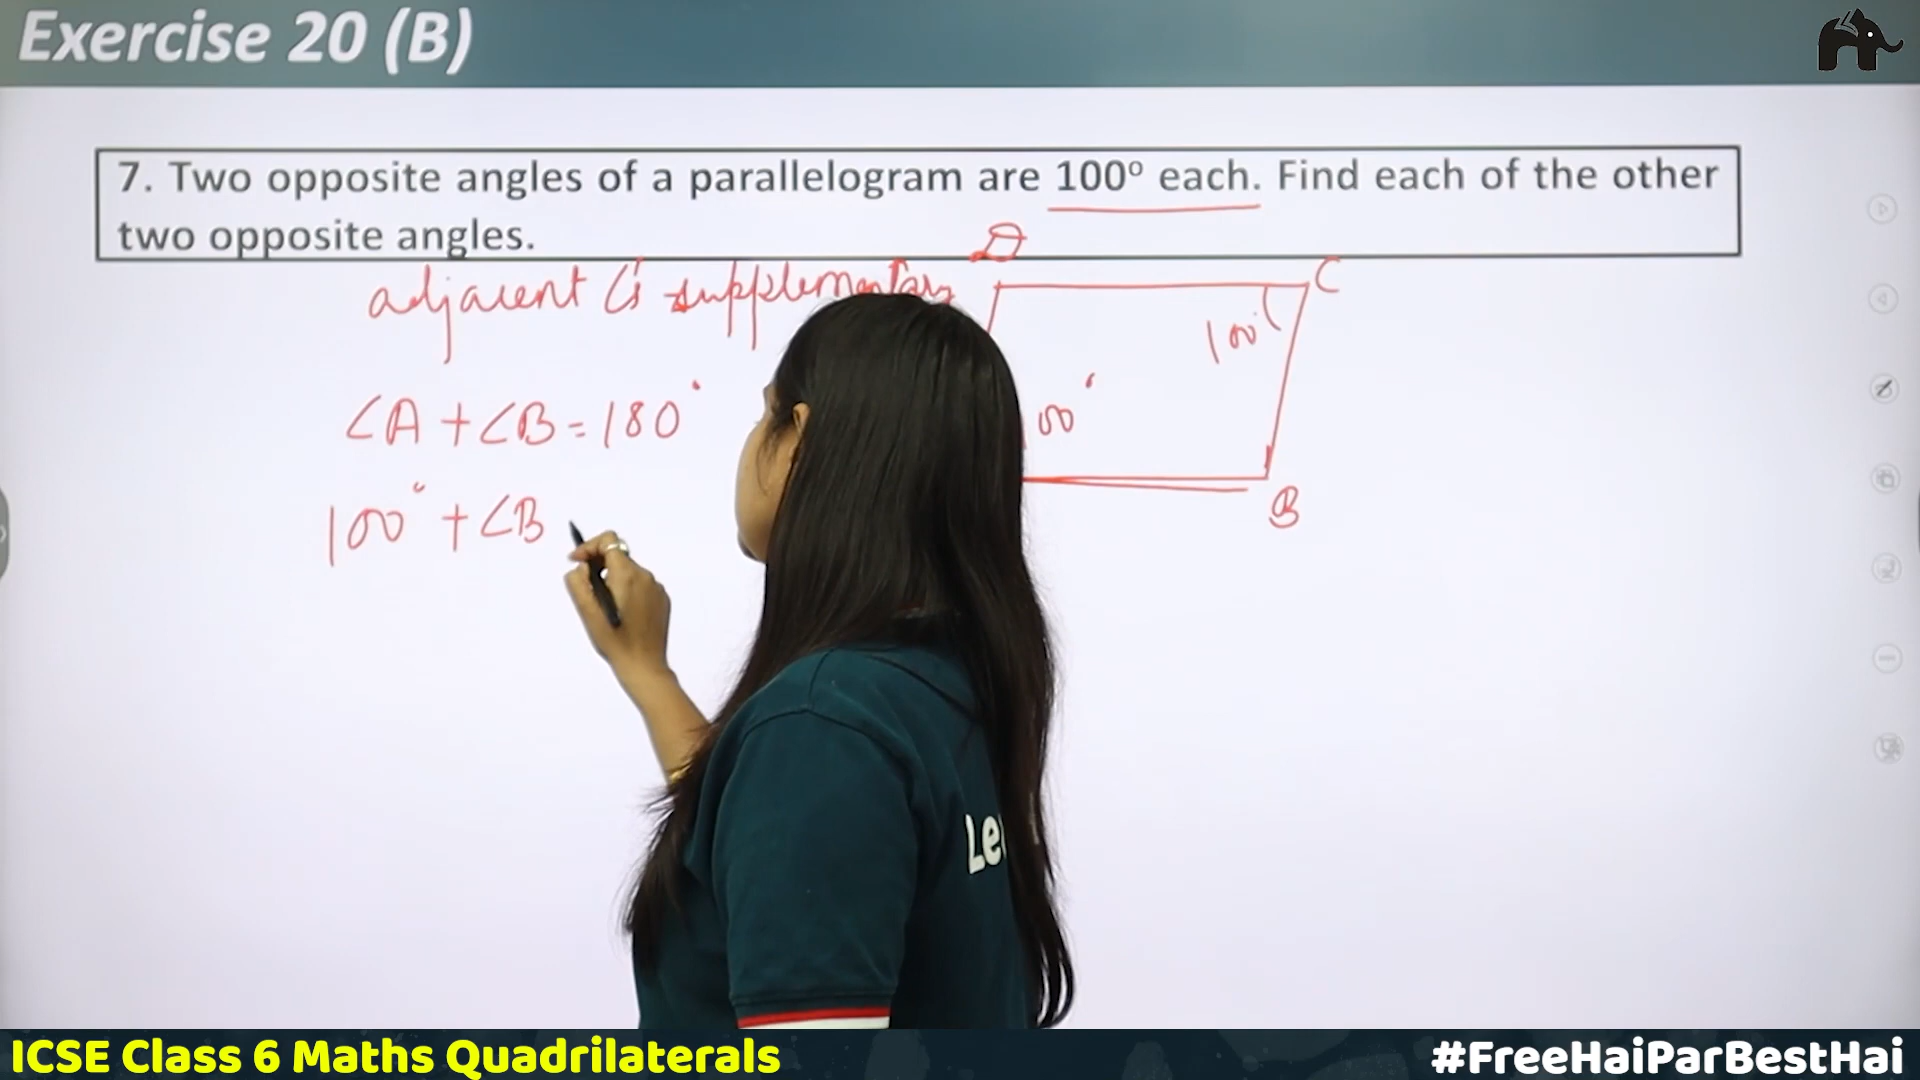 Exercise 20 (B)
7. Two opposite angles of a parallelogram are 100° each. Find each of the other
two opposite angles.
adjacent ∠s supplementary
D
C
100°
∠A + ∠B = 180°
00°
100° + ∠B
B
Le
ICSE Class 6 Maths Quadrilaterals
#FreeHaiParBestHai